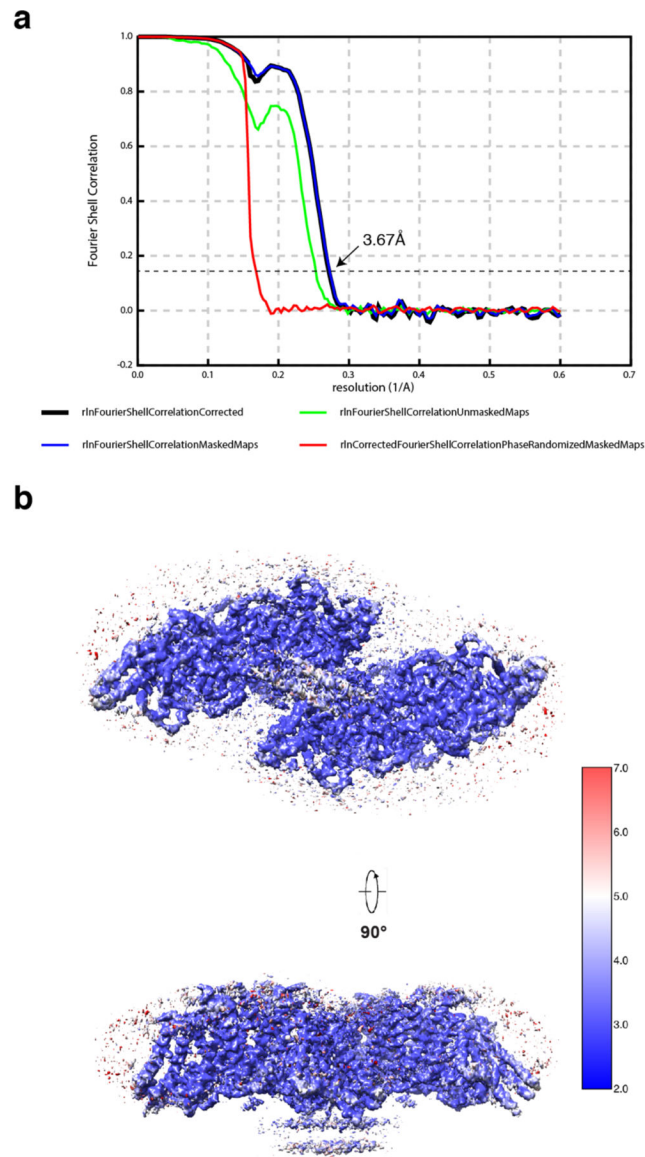 a
1.0
0.8
0.6
0.4
0.2
0.0
-0.2
Fourier Shell Correlation
3.67Å
0.0 0.1 0.2 0.3 0.4 0.5 0.6 0.7
resolution (1/A)
rlnFourierShellCorrelationCorrected rlnFourierShellCorrelationUnmaskedMaps
rlnFourierShellCorrelationMaskedMaps rlnCorrectedFourierShellCorrelationPhaseRandomizedMaskedMaps
b
7.0
6.0
5.0
4.0
3.0
2.0
90°